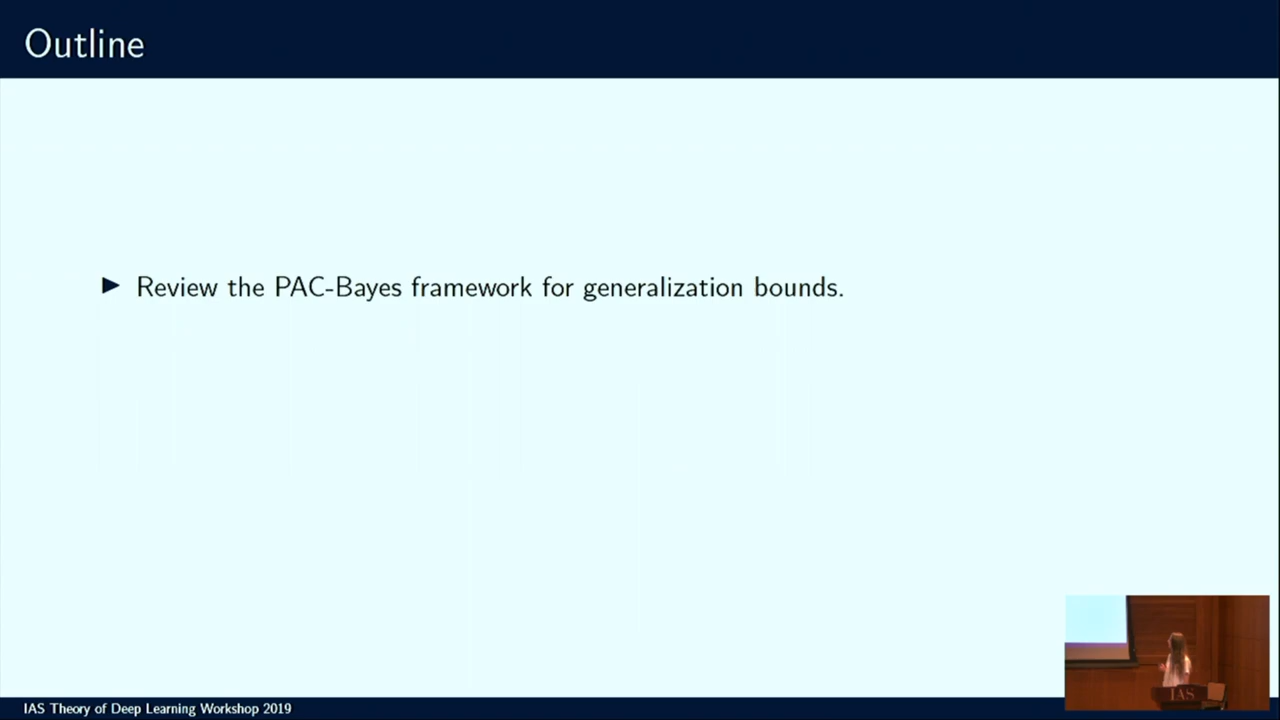 Outline
▶ Review the PAC-Bayes framework for generalization bounds.
IAS
IAS Theory of Deep Learning Workshop 2019